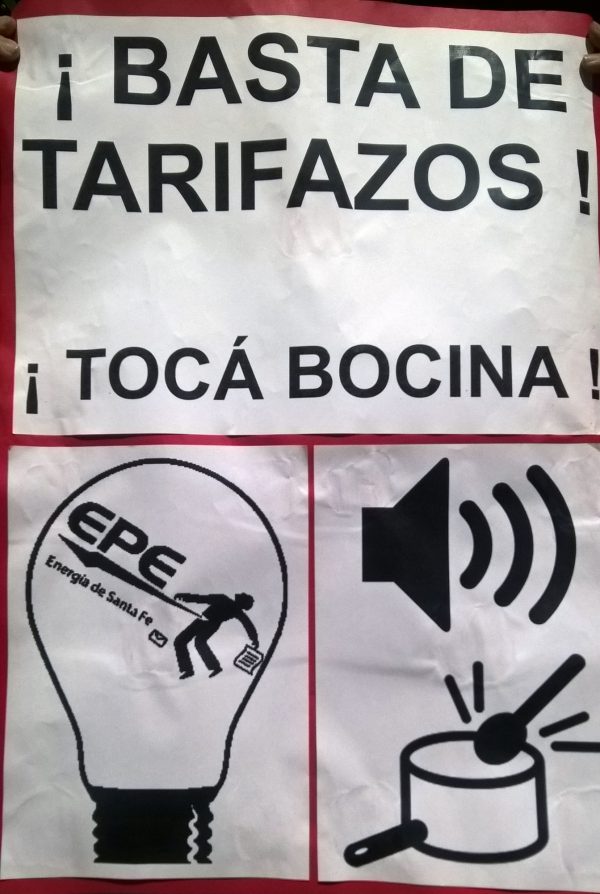 ¡ BASTA DE
TARIFAZOS !
¡ TOCÁ BOCINA !
EPE
Energía de Santa Fe